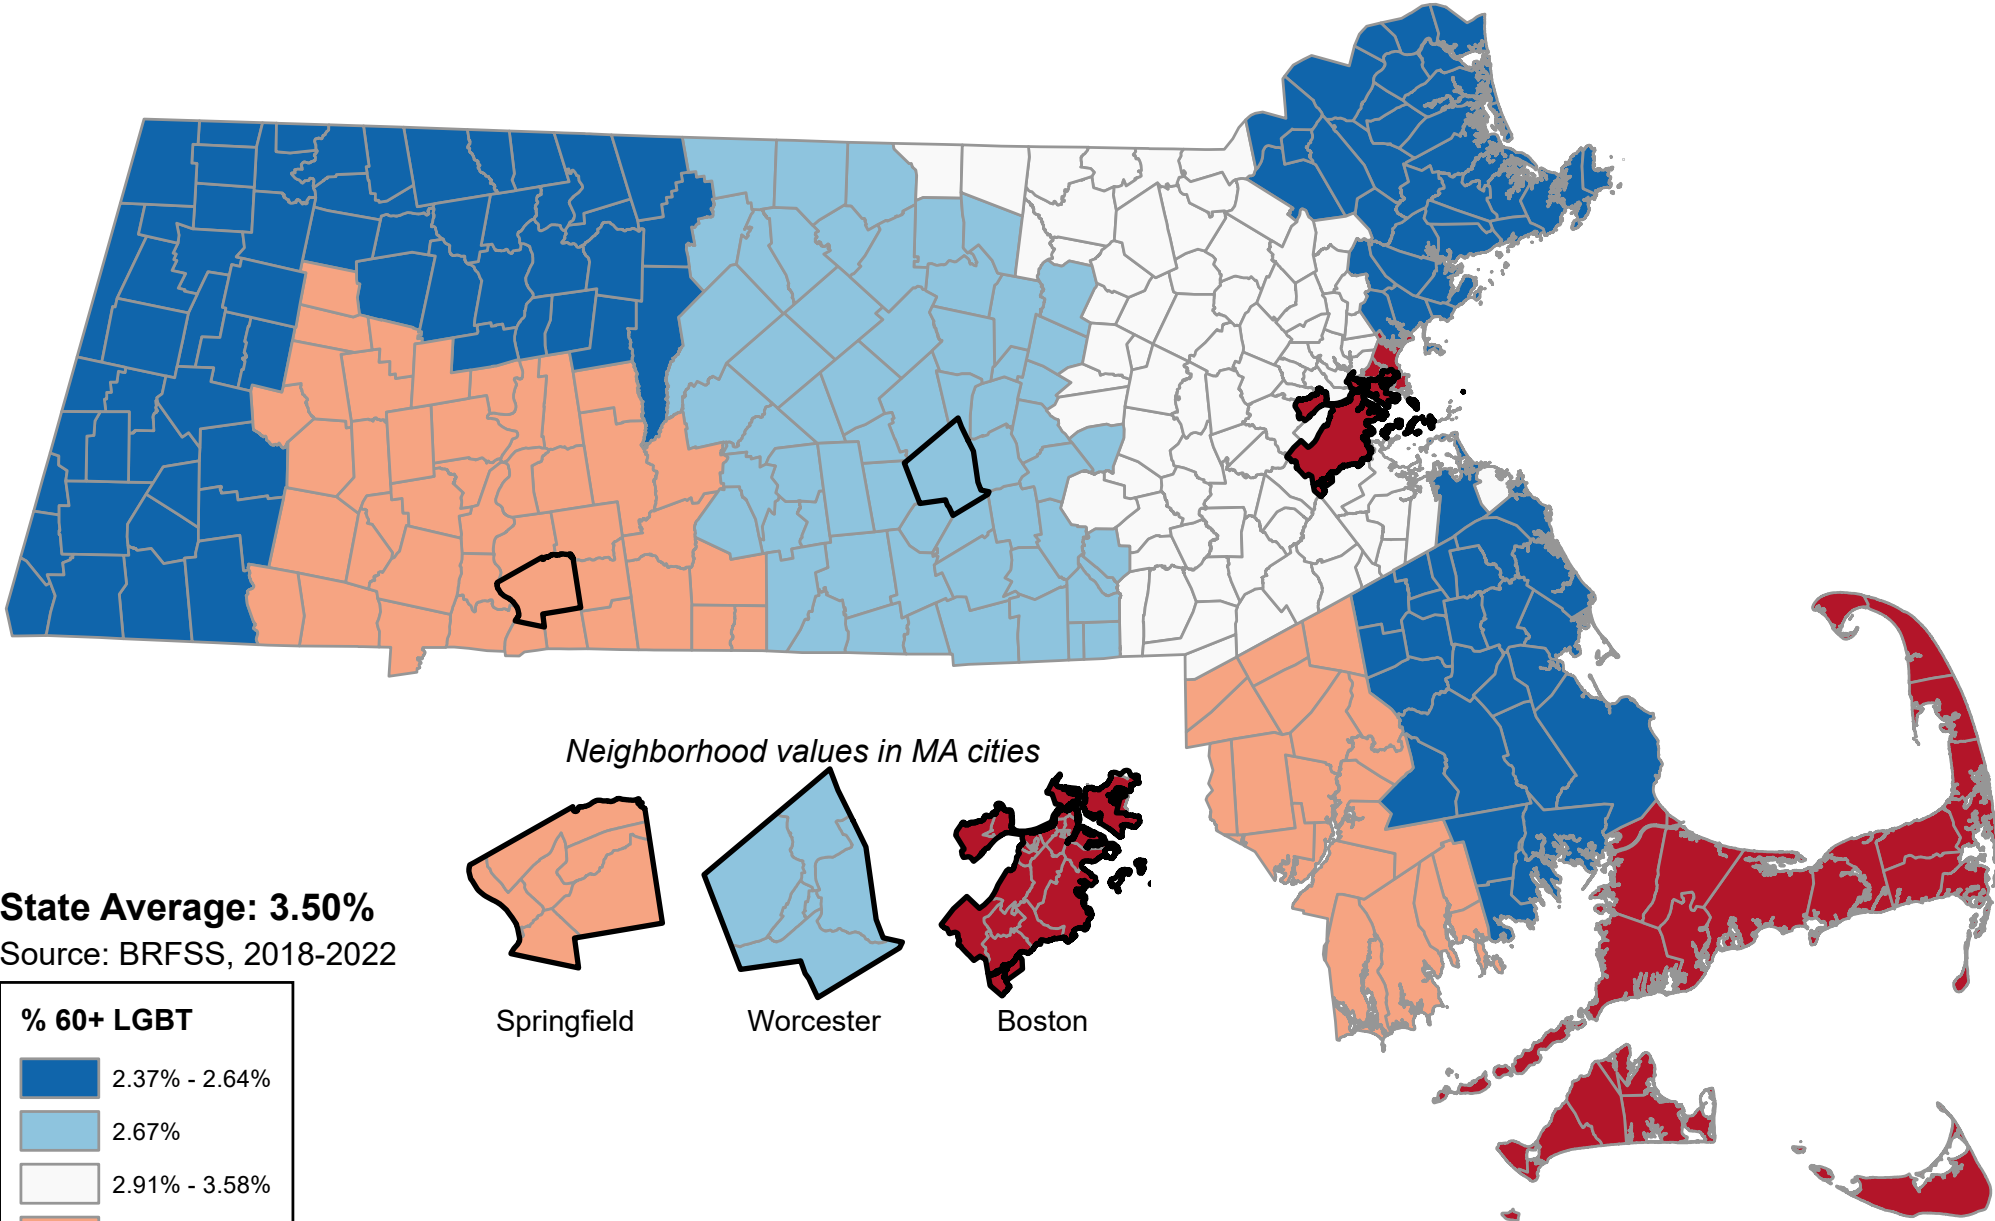 Neighborhood values in MA cities
State Average: 3.50%
Source: BRFSS, 2018-2022
Springfield
Worcester
Boston
% 60+ LGBT
2.37% - 2.64%
2.67%
2.91% - 3.58%